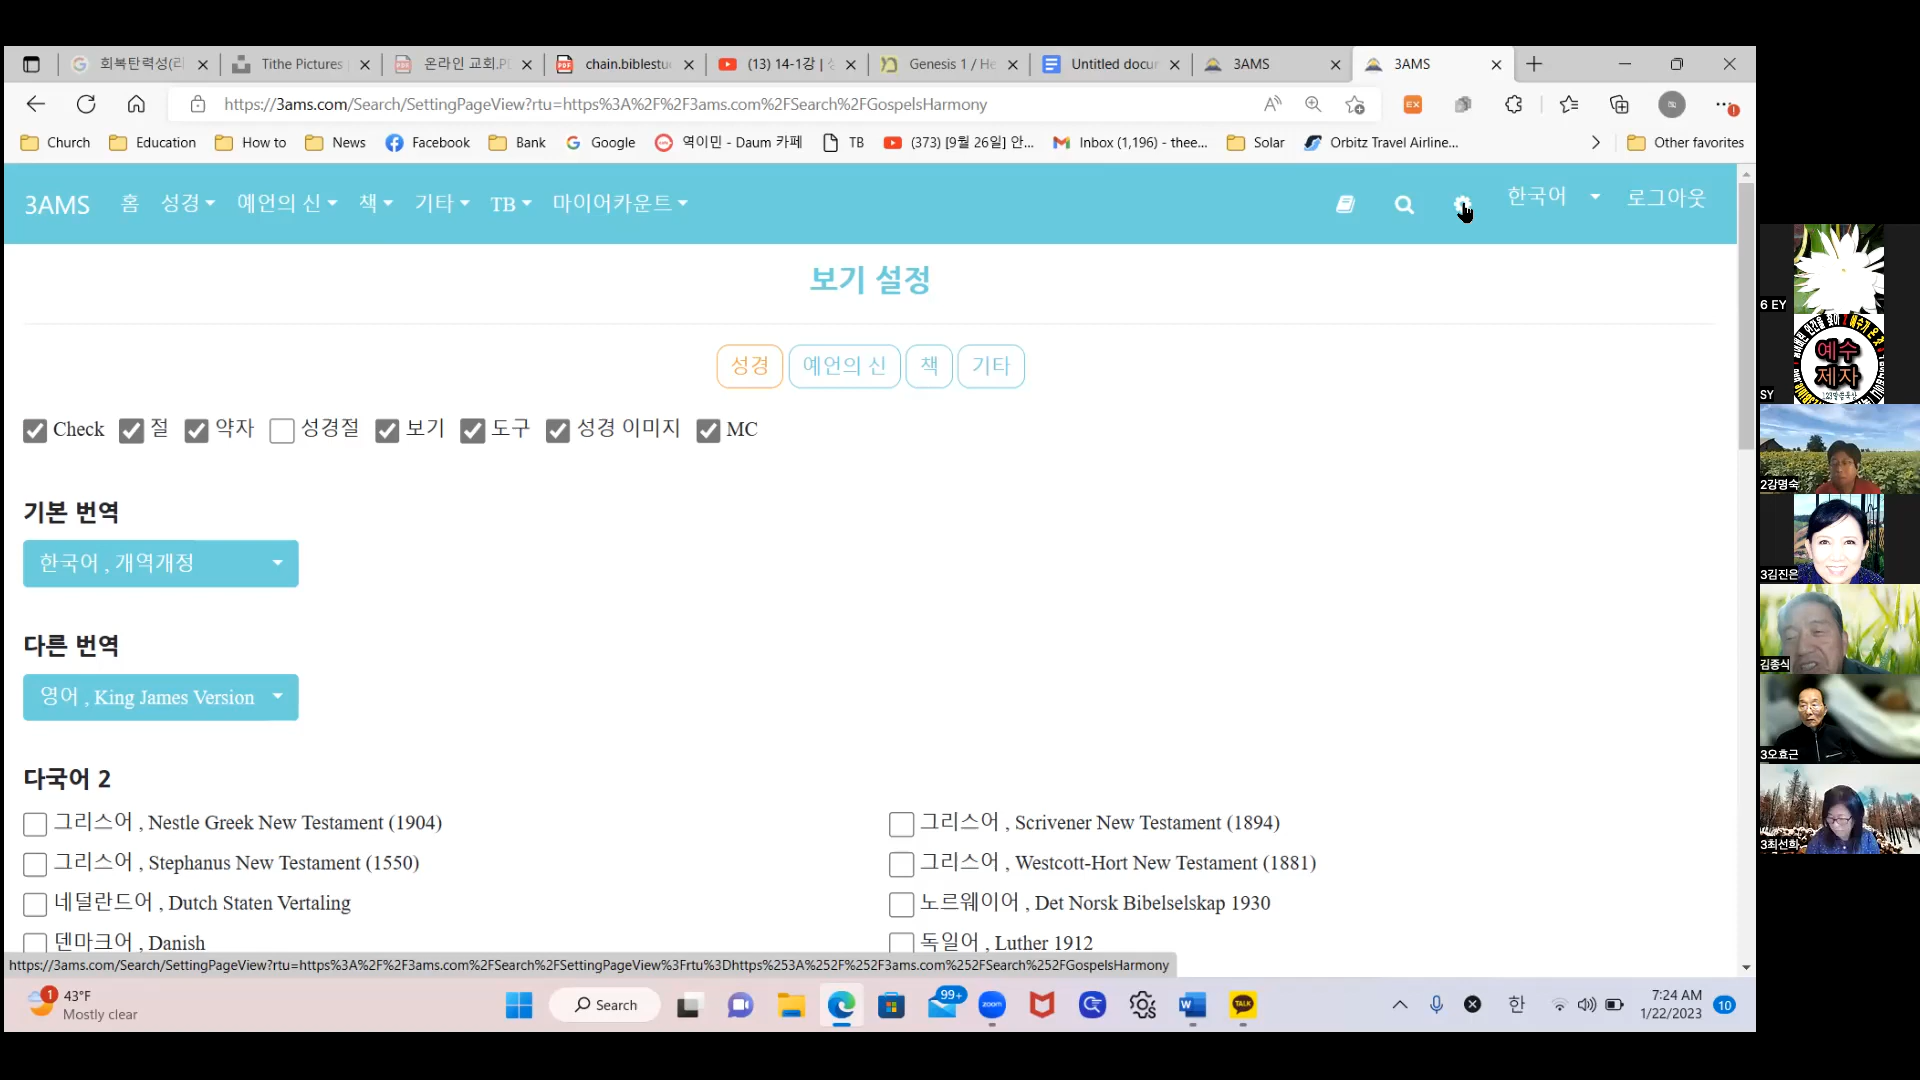 회복탄력성(리
Tithe Pictures
온라인 교회.P
chain.biblestu
(13) 14-1강 |
Genesis 1 / He
Untitled docur
3AMS
3AMS
https://3ams.com/Search/SettingPageView?rtu=https%3A%2F%2F3ams.com%2FSearch%2FGospelsHarmony
Church
Education
How to
News
Facebook
Bank
Google
역이민 - Daum 카페
TB
(373) [9월 26일] 안...
Inbox (1,196) - thee...
Solar
Orbitz Travel Airline...
Other favorites
3AMS 홈 성경 예언의 신 책 기타 TB 마이어카운트 한국어 로그아웃
보기 설정
성경 예언의 신 책 기타
Check 절 약자 성경절 보기 도구 성경 이미지 MC
기본 번역
한국어 , 개역개정
다른 번역
영어 , King James Version
다국어 2
그리스어 , Nestle Greek New Testament (1904)
그리스어 , Scrivener New Testament (1894)
그리스어 , Stephanus New Testament (1550)
그리스어 , Westcott-Hort New Testament (1881)
네덜란드어 , Dutch Staten Vertaling
노르웨이어 , Det Norsk Bibelselskap 1930
덴마크어 , Danish
독일어 , Luther 1912
https://3ams.com/Search/SettingPageView?rtu=https%3A%2F%2F3ams.com%2FSearch%2FSettingPageView%3Frtu%3Dhttps%253A%252F%252F3ams.com%252FSearch%252FGospelsHarmony
1
43°F
Mostly clear
Search
99+
zoom
W
TALK
한
7:24 AM
1/22/2023
10
6 EY
예수
제자
SY
2강명숙
3김진은
김종식
3오효근
3최선희